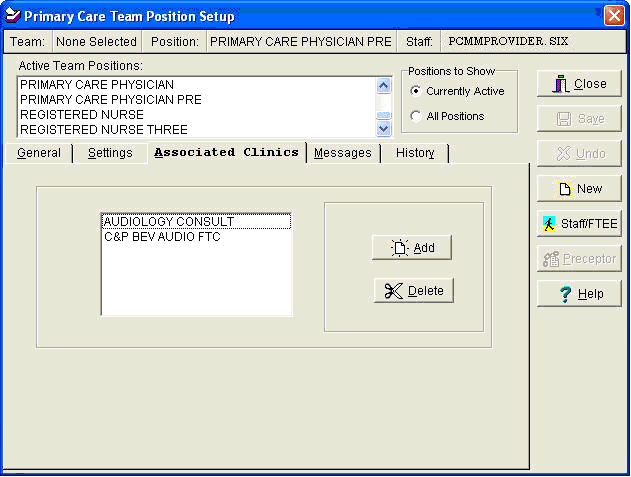 Primary Care Team Position Setup
Team: None Selected Position: PRIMARY CARE PHYSICIAN PRE Staff: PCMMPROVIDER. SIX
Active Team Positions:
PRIMARY CARE PHYSICIAN
PRIMARY CARE PHYSICIAN PRE
REGISTERED NURSE
REGISTERED NURSE THREE
Positions to Show
Currently Active
All Positions
Close
Save
Undo
New
Staff/FTEE
Preceptor
Help
General Settings Associated Clinics Messages History
AUDIOLOGY CONSULT
C&P BEV AUDIO FTC
Add
Delete